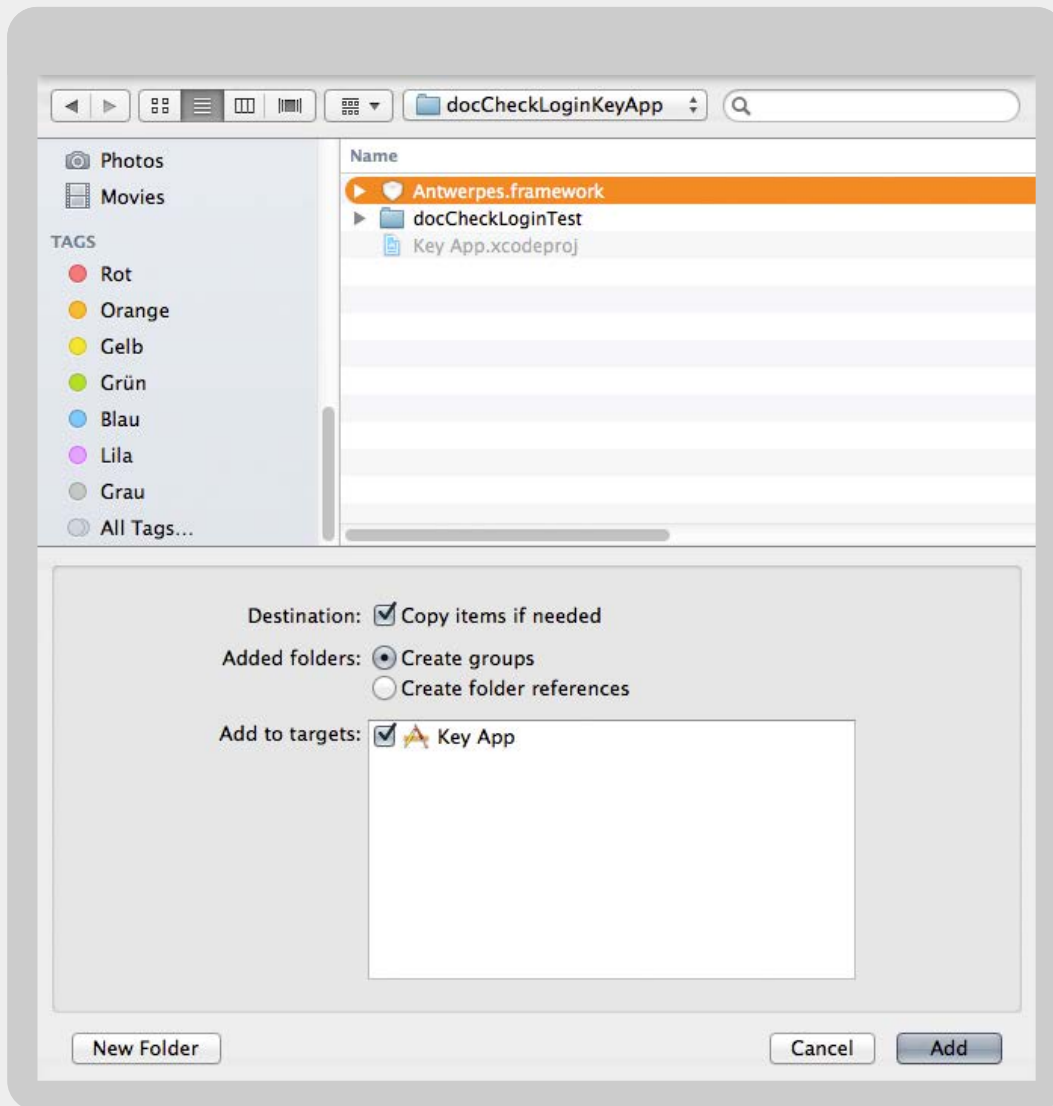 docCheckLoginKeyApp
Photos
Movies
TAGS
Rot
Orange
Gelb
Grün
Blau
Lila
Grau
All Tags...
Name
Antwerpes.framework
docCheckLoginTest
Key App.xcodeproj
Destination: Copy items if needed
Added folders: Create groups
Create folder references
Add to targets: Key App
New Folder Cancel Add